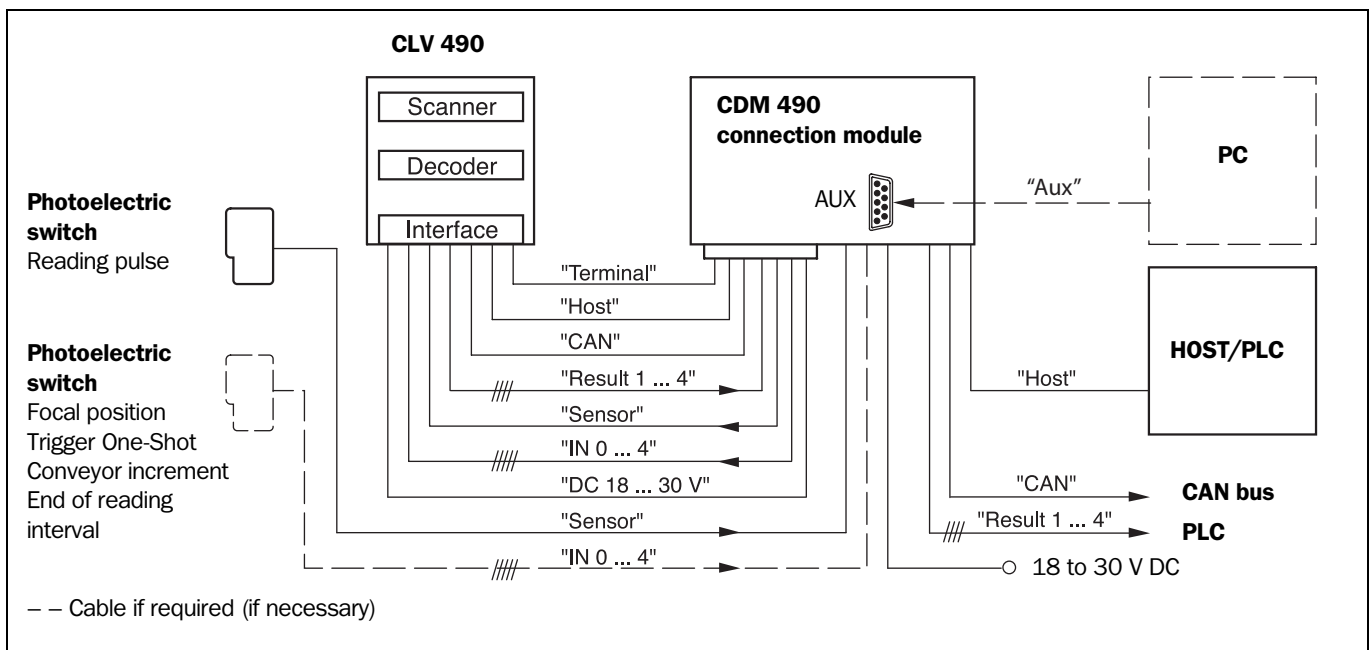 CLV 490
Scanner
Decoder
Interface
CDM 490
connection module
AUX
"Aux"
PC
Photoelectric
switch
Reading pulse
Photoelectric
switch
Focal position
Trigger One-Shot
Conveyor increment
End of reading
interval
"Terminal"
"Host"
"CAN"
"Result 1 ... 4"
"Sensor"
"IN 0 ... 4"
"DC 18 ... 30 V"
"Sensor"
"IN 0 ... 4"
HOST/PLC
"Host"
"CAN"
CAN bus
"Result 1 ... 4"
PLC
18 to 30 V DC
– – Cable if required (if necessary)